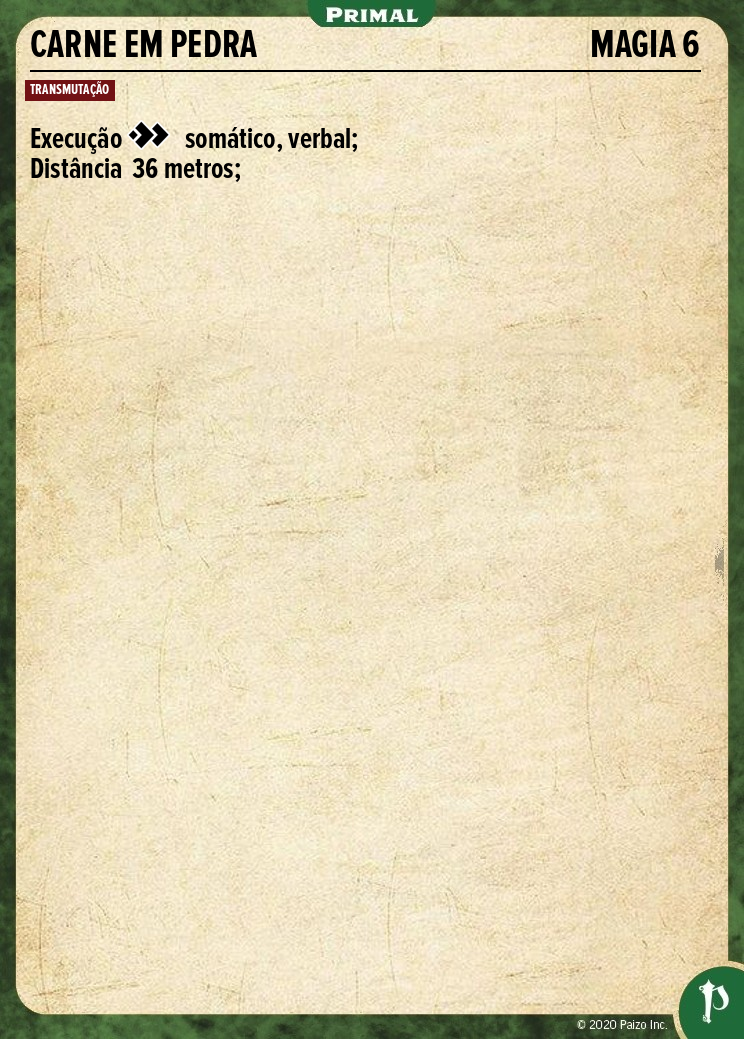 PRIMAL
CARNE EM PEDRA MAGIA 6
TRANSMUTAÇÃO
Execução somático, verbal;
Distância 36 metros;
© 2020 Paizo Inc.
P